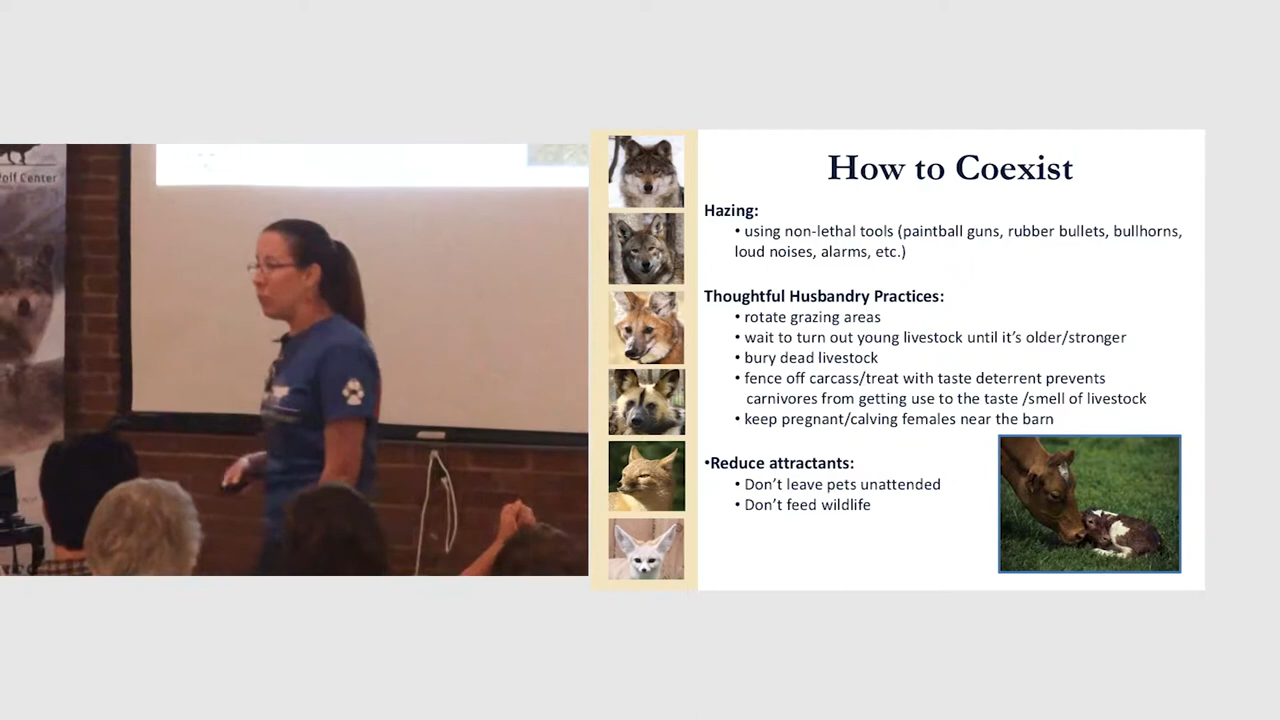 Wolf Center
How to Coexist
Hazing:
• using non-lethal tools (paintball guns, rubber bullets, bullhorns,
loud noises, alarms, etc.)
Thoughtful Husbandry Practices:
• rotate grazing areas
• wait to turn out young livestock until it’s older/stronger
• bury dead livestock
• fence off carcass/treat with taste deterrent prevents
carnivores from getting use to the taste /smell of livestock
• keep pregnant/calving females near the barn
•Reduce attractants:
• Don’t leave pets unattended
• Don’t feed wildlife